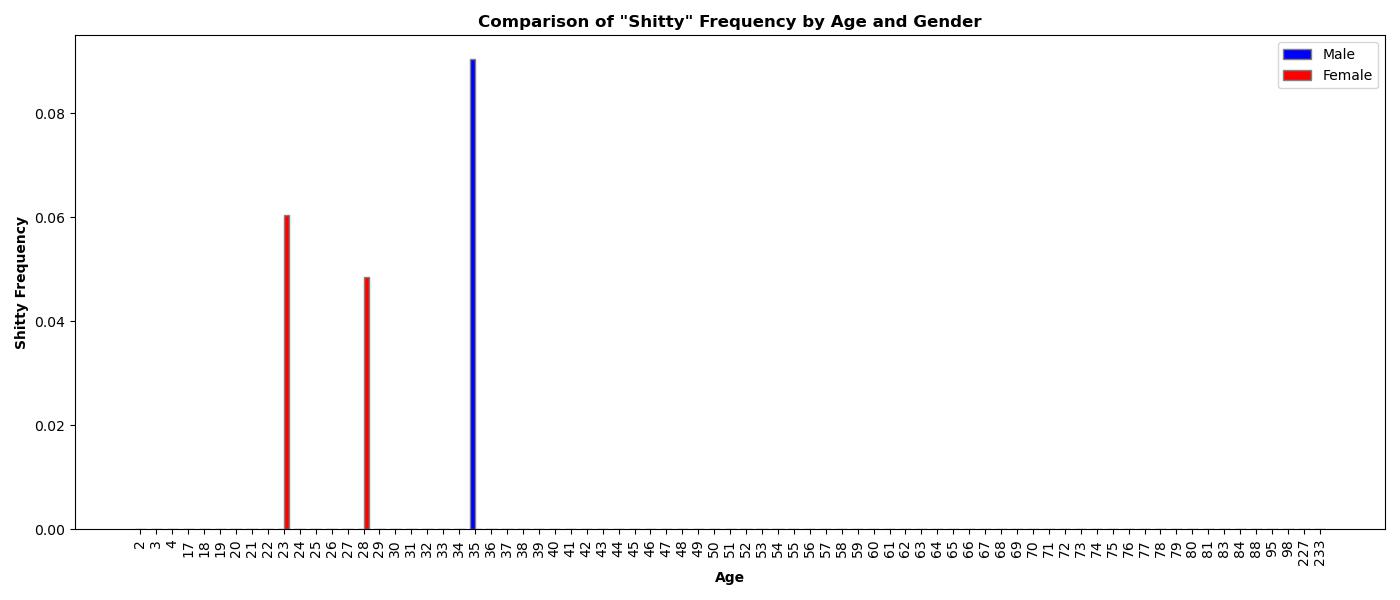 Comparison of "Shitty" Frequency by Age and Gender
Male
Female
0.08
0.06
0.04
0.02
0.00
Shitty Frequency
2 3 4 17 18 19 20 21 22 23 24 25 26 27 28 29 30 31 32 33 34 35 36 37 38 39 40 41 42 43 44 45 46 47 48 49 50 51 52 53 54 55 56 57 58 59 60 61 62 63 64 65 66 67 68 69 70 71 72 73 74 75 76 77 78 79 80 81 83 84 88 95 98 227 233
Age